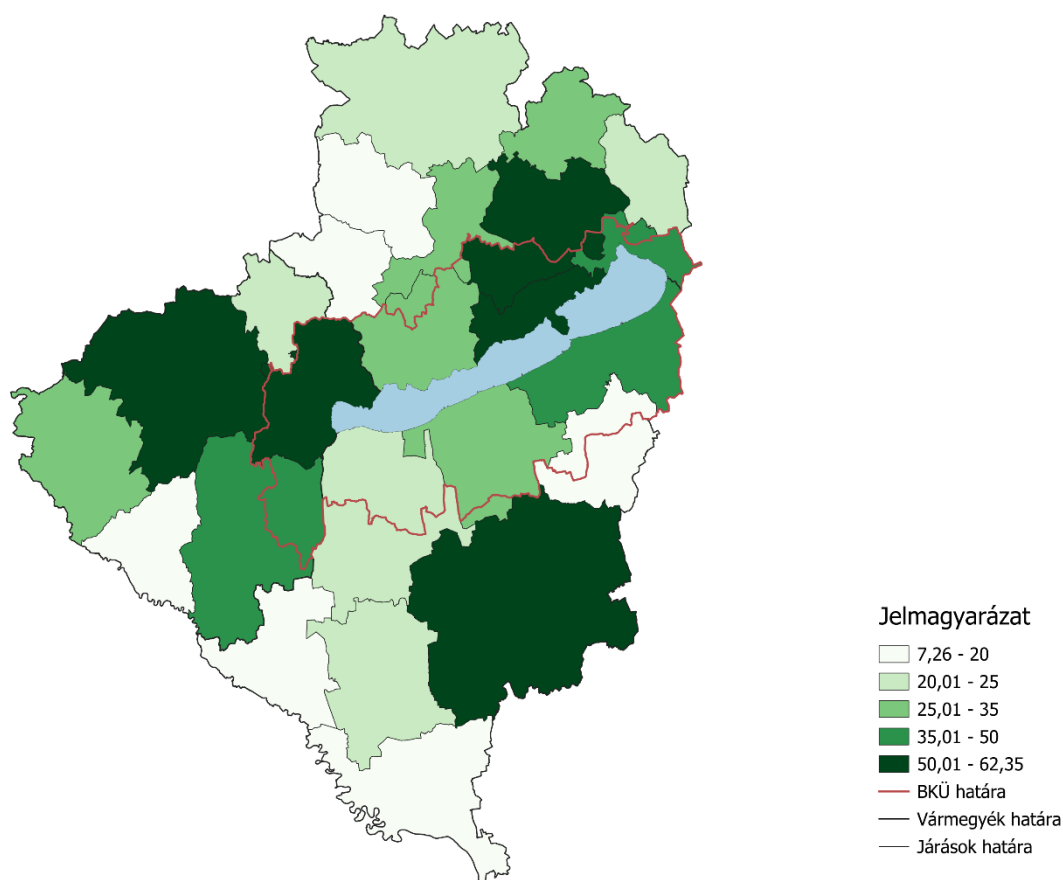 Jelmagyarázat
7,26 - 20
20,01 - 25
25,01 - 35
35,01 - 50
50,01 - 62,35
BKÜ határa
Vármegyék határa
Járások határa